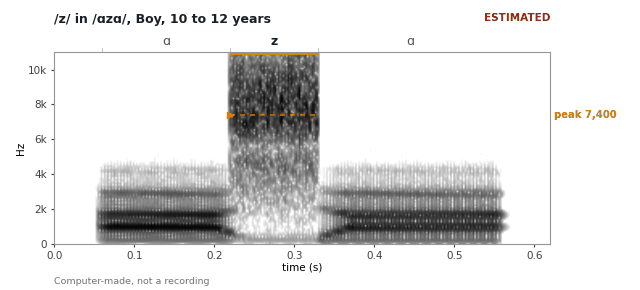 /z/ in /ɑzɑ/, Boy, 10 to 12 years
ESTIMATED
ɑ z ɑ
10k
8k
6k
4k
2k
0
Hz
peak 7,400
0.0 0.1 0.2 0.3 0.4 0.5 0.6
time (s)
Computer-made, not a recording